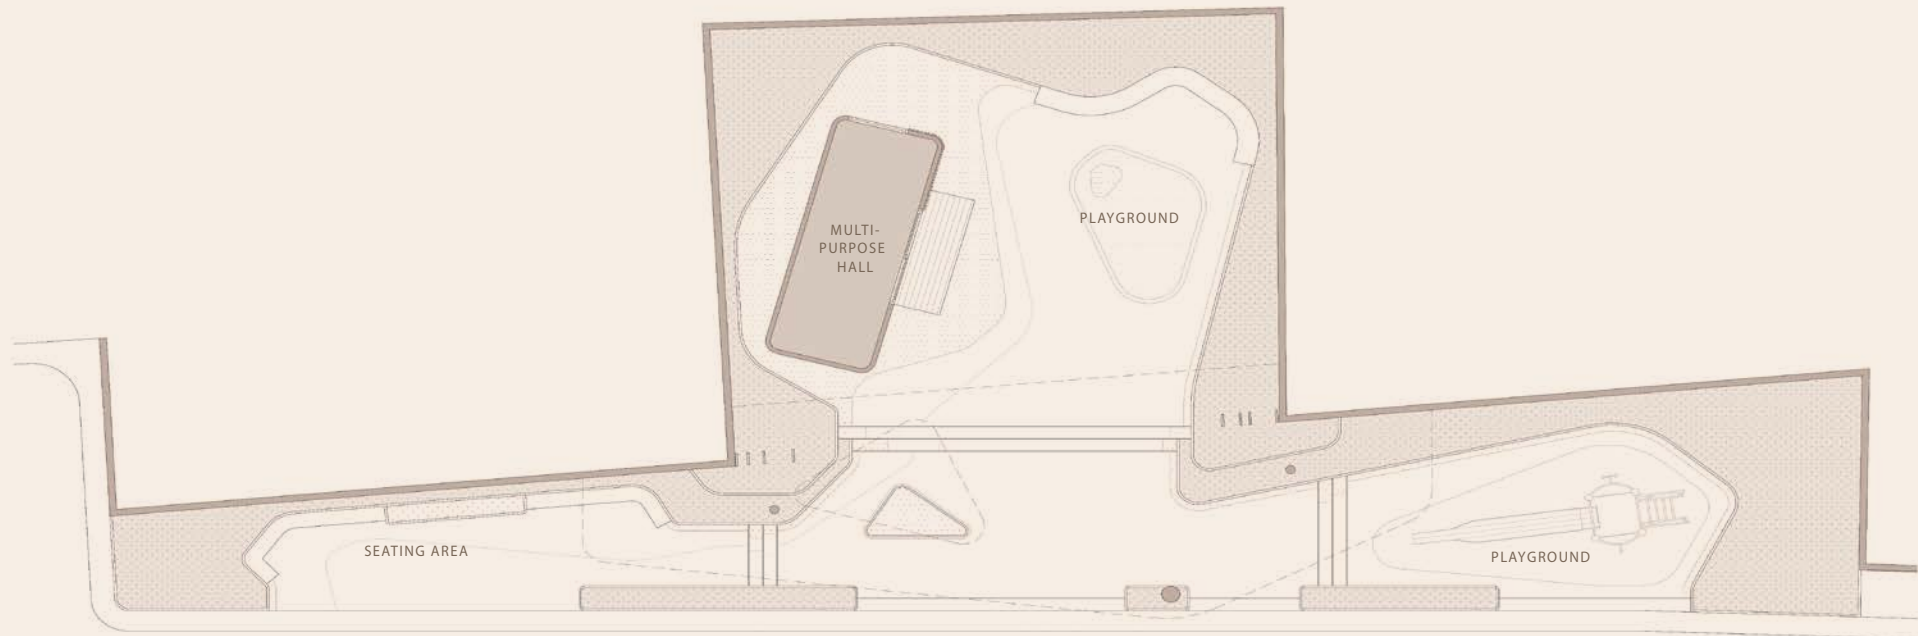 MULTI-
PURPOSE
HALL
PLAYGROUND
SEATING AREA
PLAYGROUND